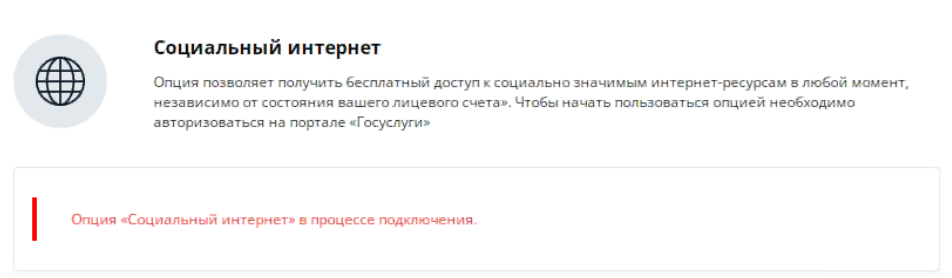 Социальный интернет
Опция позволяет получить бесплатный доступ к социально значимым интернет-ресурсам в любой момент,
независимо от состояния вашего лицевого счета». Чтобы начать пользоваться опцией необходимо
авторизоваться на портале «Госуслуги»
Опция «Социальный интернет» в процессе подключения.